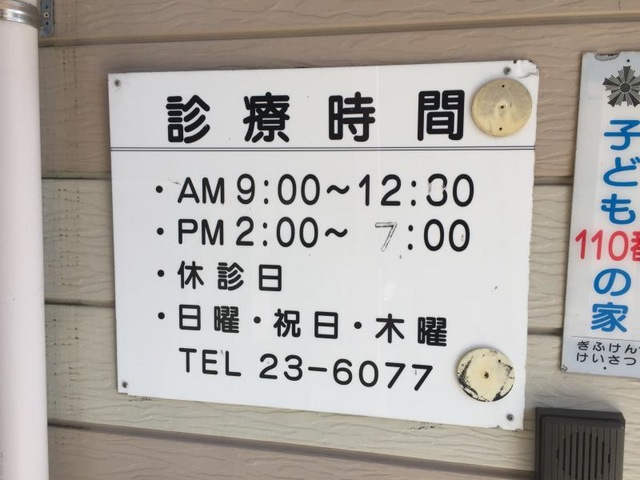 診療時間
・AM 9:00～12:30
・PM 2:00～ 7:00
・休診日
・日曜・祝日・木曜
TEL 23-6077
子ども
110番
の家
ぎふけん
けいさつ